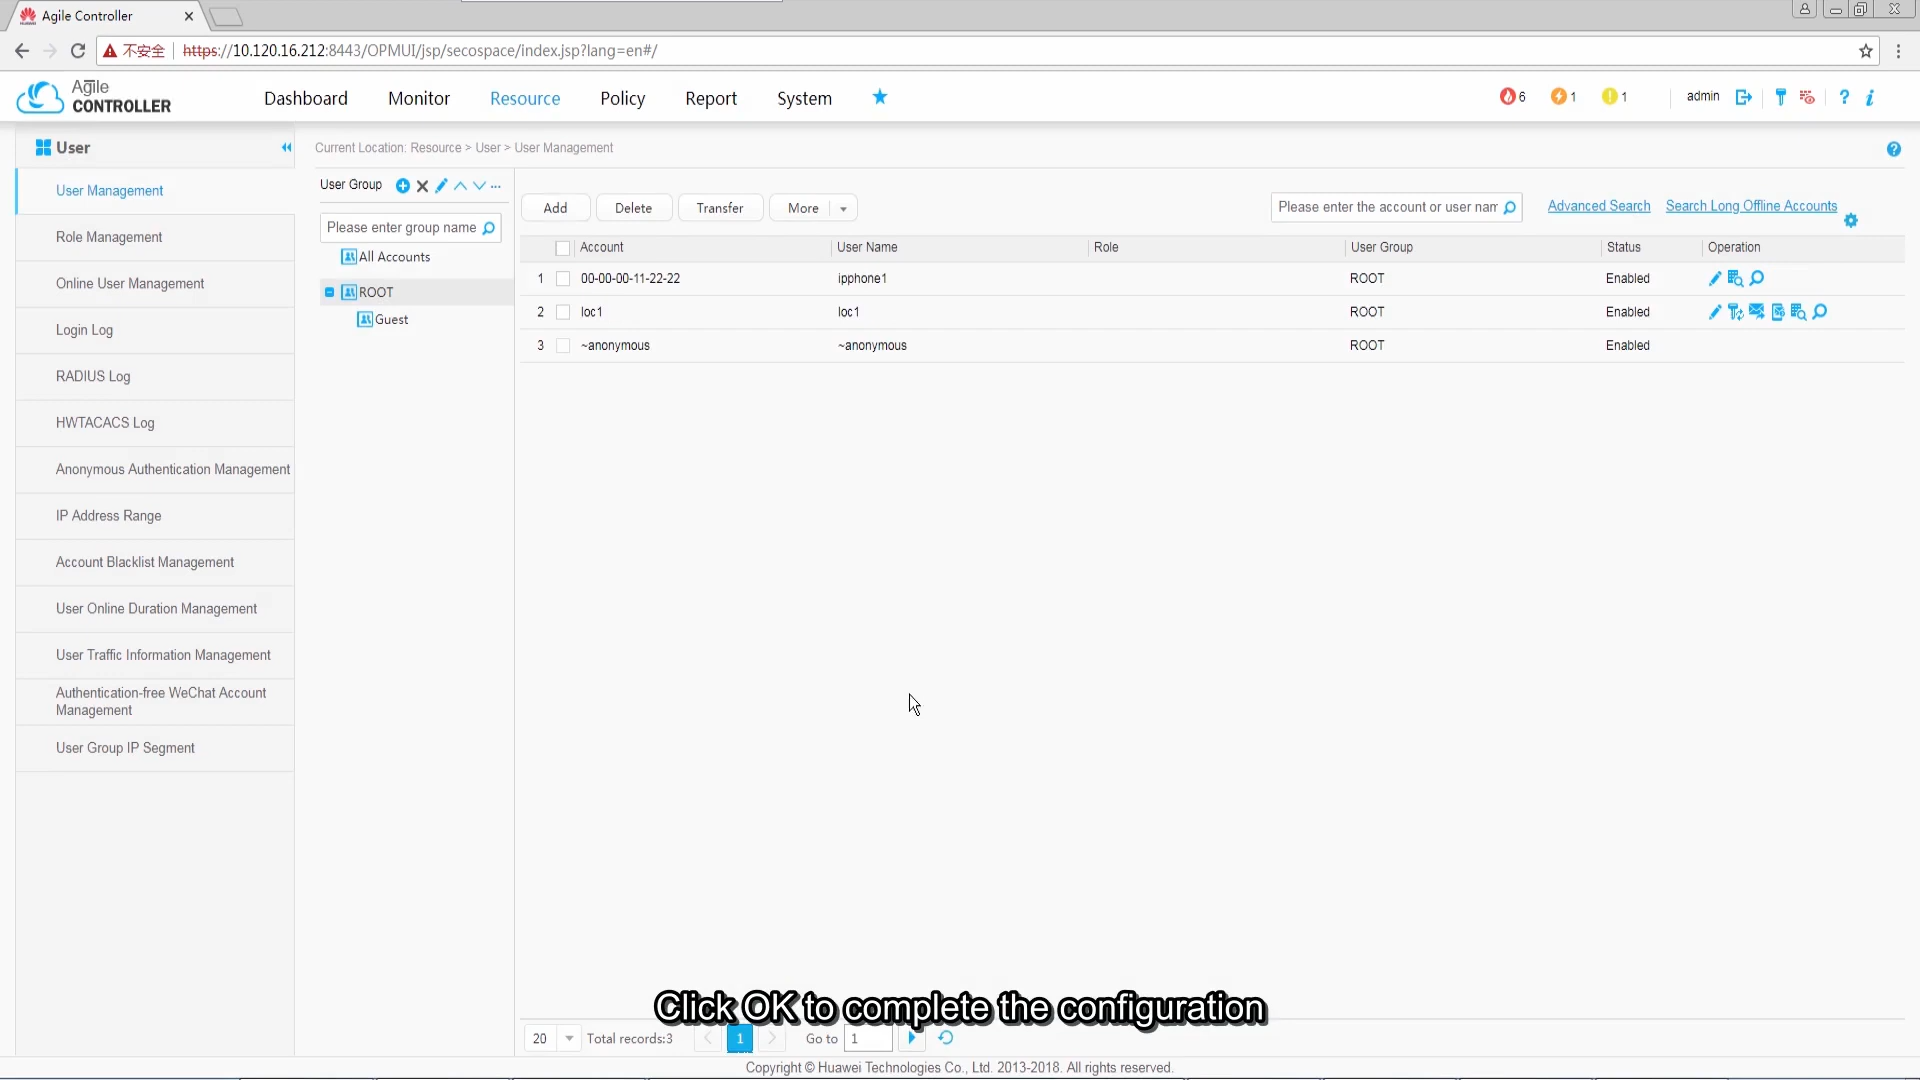 Agile Controller
不安全 https://10.120.16.212:8443/OPMUI/jsp/secospace/index.jsp?lang=en#/
Agile
CONTROLLER
Dashboard Monitor Resource Policy Report System
6 1 1 admin
User
User Management
Role Management
Online User Management
Login Log
RADIUS Log
HWTACACS Log
Anonymous Authentication Management
IP Address Range
Account Blacklist Management
User Online Duration Management
User Traffic Information Management
Authentication-free WeChat Account
Management
User Group IP Segment
Current Location: Resource > User > User Management
User Group
Please enter group name
All Accounts
ROOT
Guest
Add Delete Transfer More
Please enter the account or user nam
Advanced Search Search Long Offline Accounts
Account User Name Role User Group Status Operation
1 00-00-00-11-22-22 ipphone1 ROOT Enabled
2 loc1 loc1 ROOT Enabled
3 ~anonymous ~anonymous ROOT Enabled
Click OK to complete the configuration
20 Total records:3 1 Go to 1
Copyright © Huawei Technologies Co., Ltd. 2013-2018. All rights reserved.